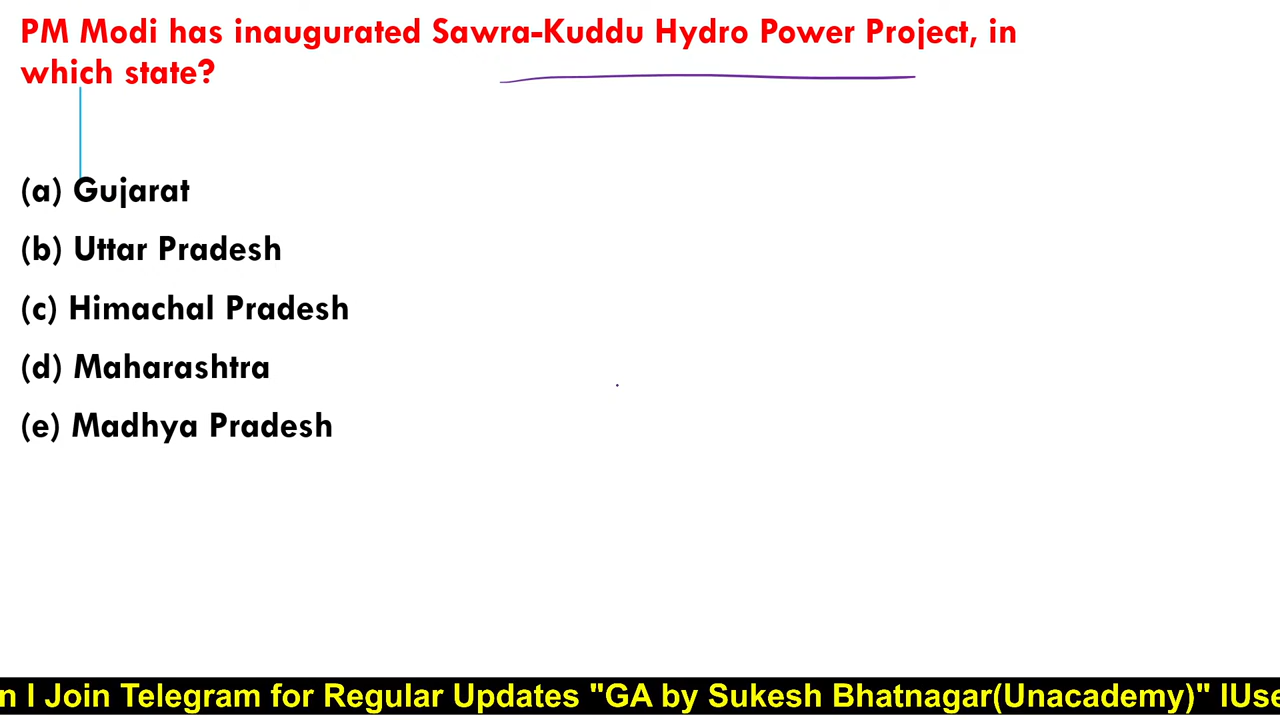 PM Modi has inaugurated Sawra-Kuddu Hydro Power Project, in
which state?
(a) Gujarat
(b) Uttar Pradesh
(c) Himachal Pradesh
(d) Maharashtra
(e) Madhya Pradesh
n I Join Telegram for Regular Updates "GA by Sukesh Bhatnagar(Unacademy)" IUse